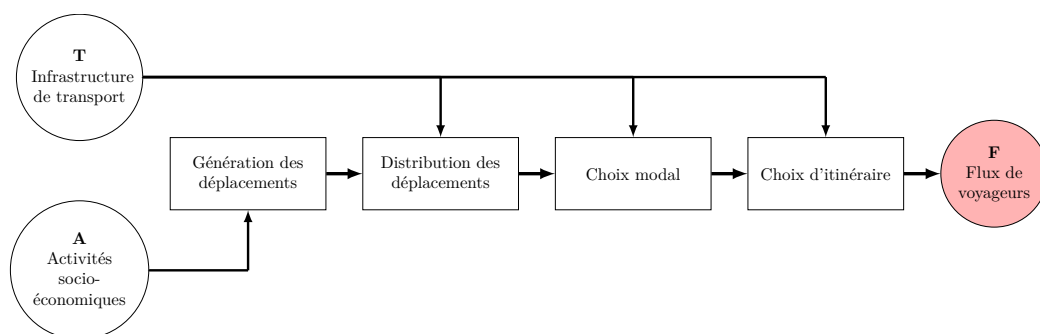 T
Infrastructure
de transport
Génération des
déplacements
Distribution des
déplacements
Choix modal
Choix d'itinéraire
F
Flux de
voyageurs
A
Activités
socio-
économiques